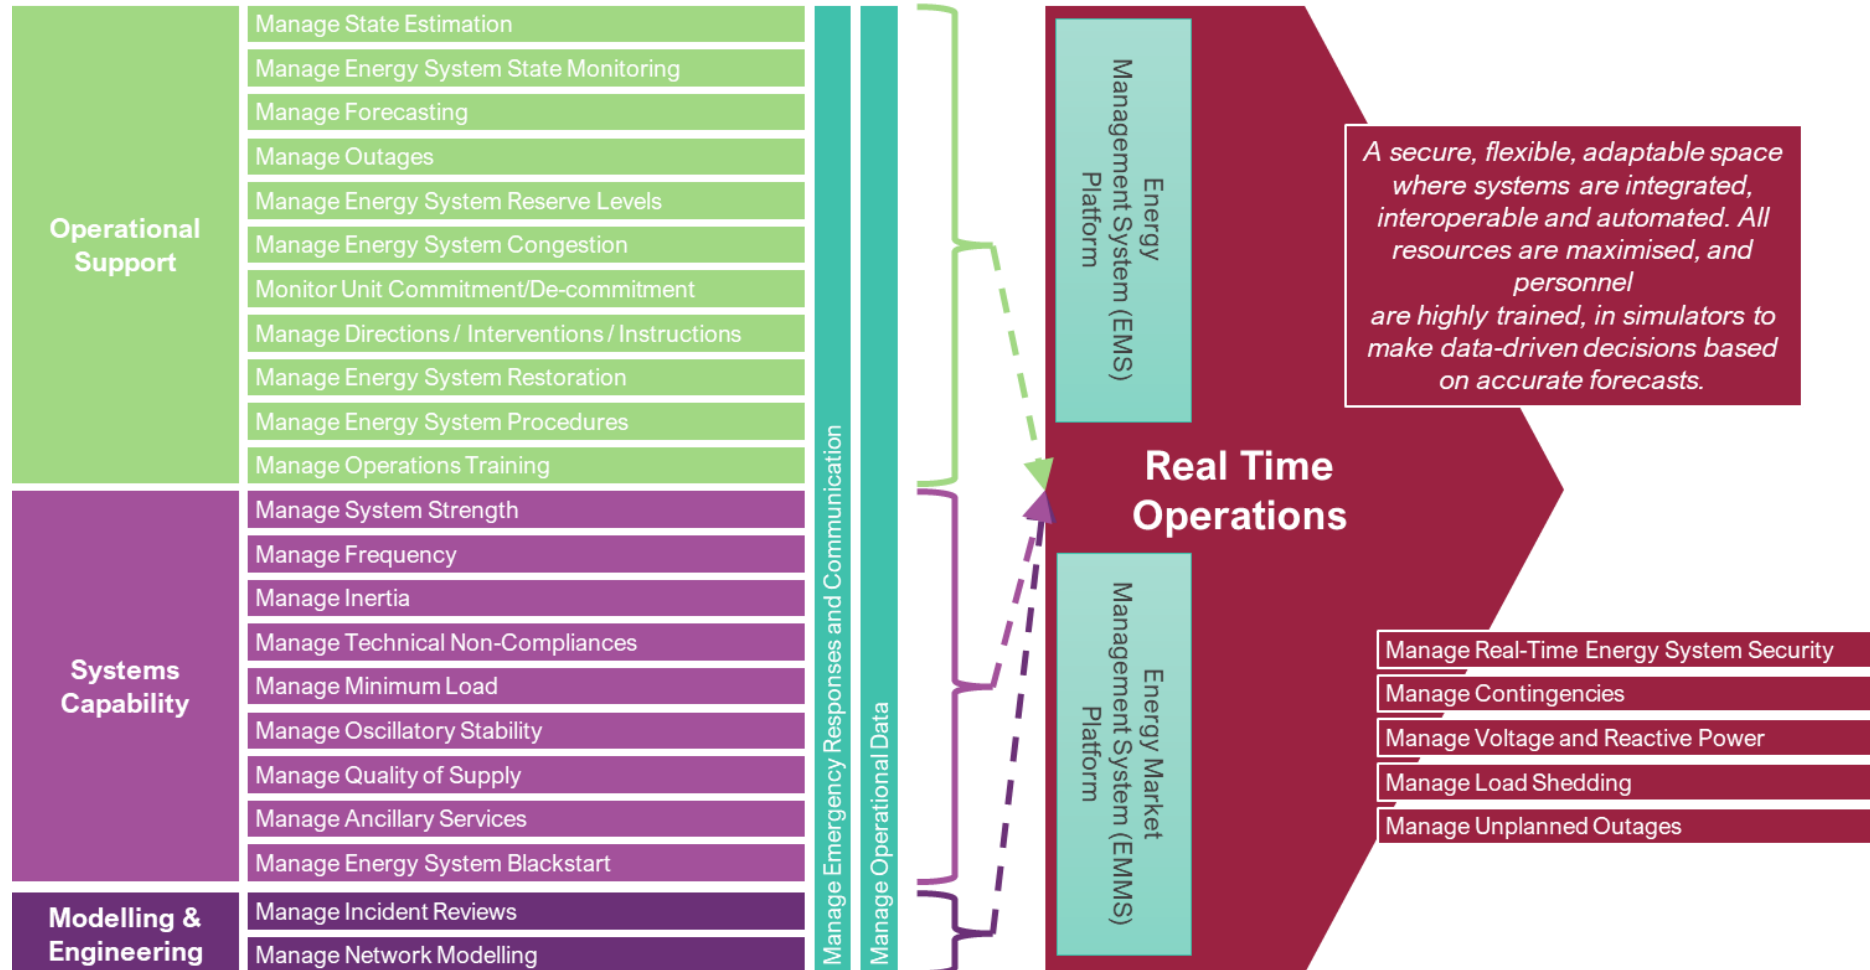 Operational
Support
Manage State Estimation
Manage Energy System State Monitoring
Manage Forecasting
Manage Outages
Manage Energy System Reserve Levels
Manage Energy System Congestion
Monitor Unit Commitment/De-commitment
Manage Directions / Interventions / Instructions
Manage Energy System Restoration
Manage Energy System Procedures
Manage Operations Training
Systems
Capability
Manage System Strength
Manage Frequency
Manage Inertia
Manage Technical Non-Compliances
Manage Minimum Load
Manage Oscillatory Stability
Manage Quality of Supply
Manage Ancillary Services
Manage Energy System Blackstart
Modelling &
Engineering
Manage Incident Reviews
Manage Network Modelling
Manage Emergency Responses and Communication
Manage Operational Data
Energy
Management System (EMS)
Platform
Real Time
Operations
Energy Market
Management System (EMMS)
Platform
A secure, flexible, adaptable space
where systems are integrated,
interoperable and automated. All
resources are maximised, and
personnel
are highly trained, in simulators to
make data-driven decisions based
on accurate forecasts.
Manage Real-Time Energy System Security
Manage Contingencies
Manage Voltage and Reactive Power
Manage Load Shedding
Manage Unplanned Outages